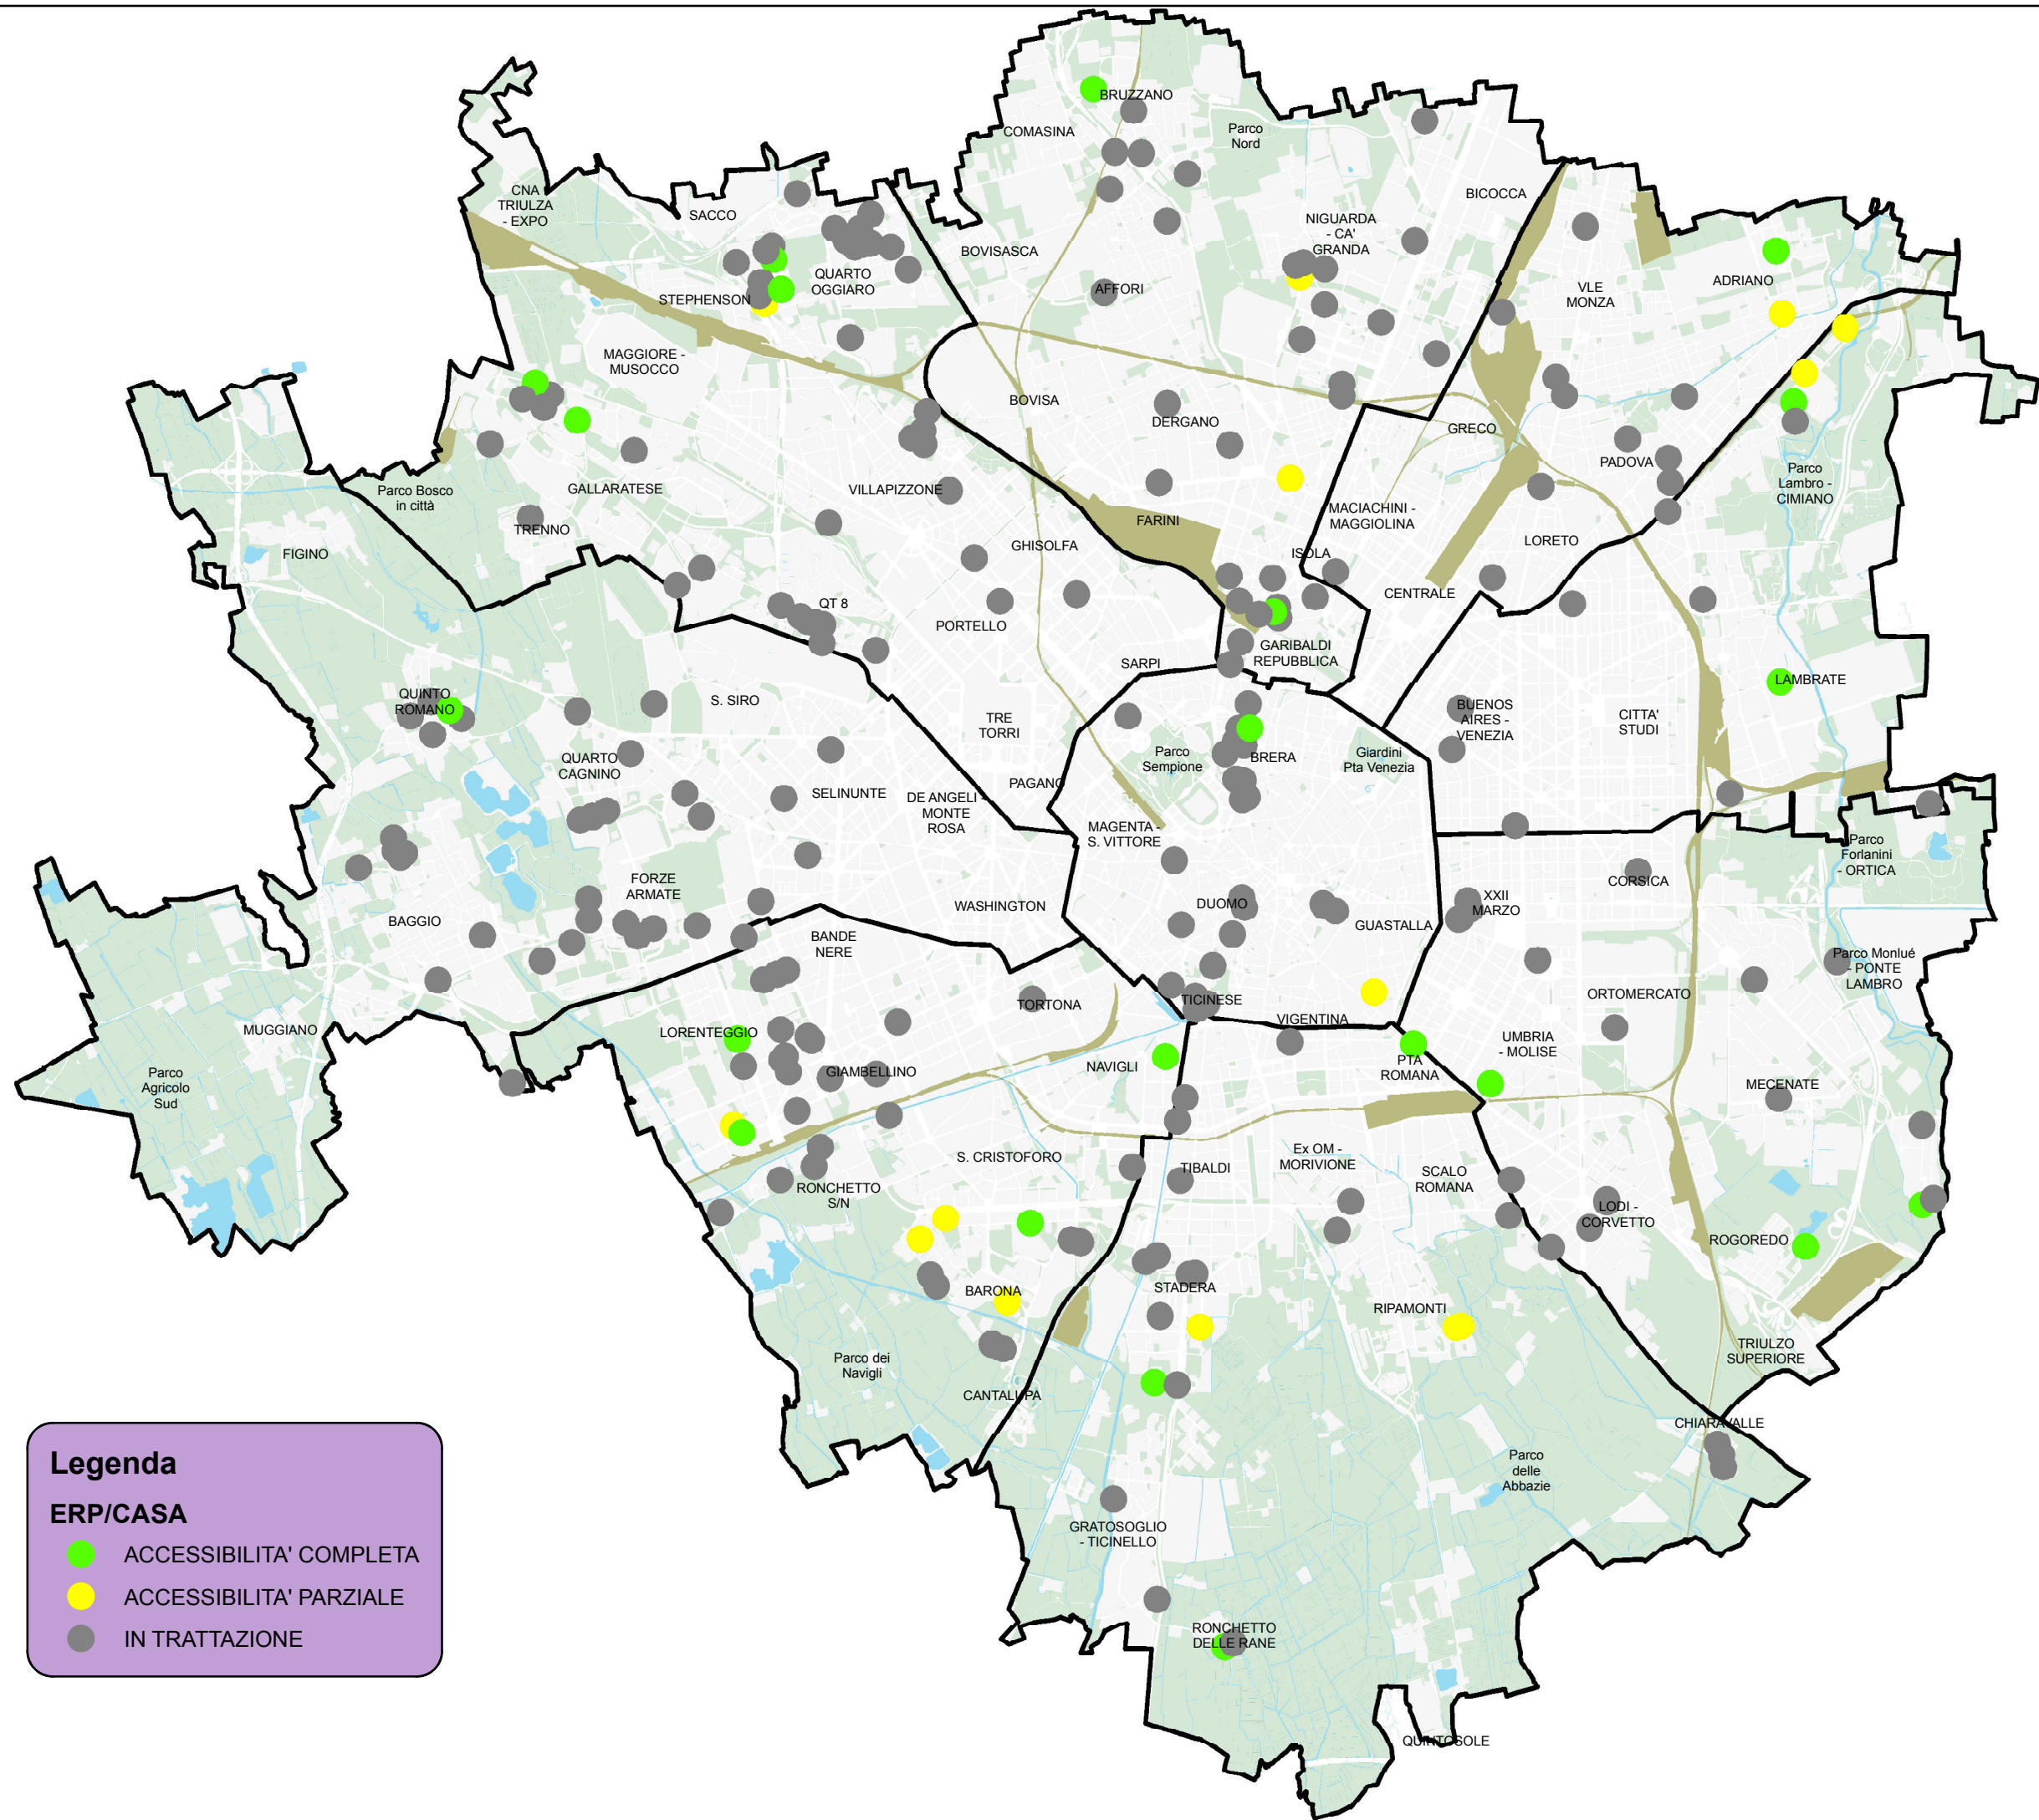 BRUZZANO
COMASINA
Parco
Nord
BICOCCA
CNA
TRIULZA
- EXPO
SACCO
NIGUARDA
- CA'
GRANDA
BOVISASCA
QUARTO
OGGIARO
STEPHENSON
AFFORI
VLE
MONZA
ADRIANO
MAGGIORE -
MUSOCCO
BOVISA
DERGANO
GRECO
PADOVA
Parco
Lambro -
CIMIANO
Parco Bosco
in città
GALLARATESE
VILLAPIZZONE
TRENNO
FARINI
MACIACHINI -
MAGGIOLINA
LORETO
FIGINO
GHISOLFA
ISOLA
CENTRALE
QT 8
PORTELLO
GARIBALDI
REPUBBLICA
SARPI
LAMBRATE
QUINTO
ROMANO
S. SIRO
TRE
TORRI
BUENOS
AIRES -
VENEZIA
CITTA'
STUDI
Parco
Sempione
BRERA
Giardini
Pta Venezia
QUARTO
CAGNINO
PAGANO
SELINUNTE
DE ANGELI -
MONTE
ROSA
MAGENTA -
S. VITTORE
Parco
Forlanini
- ORTICA
FORZE
ARMATE
CORSICA
BAGGIO
WASHINGTON
DUOMO
GUASTALLA
XXII
MARZO
BANDE
NERE
Parco Monlué
- PONTE
LAMBRO
ORTOMERCATO
TICINESE
TORTONA
VIGENTINA
MUGGIANO
LORENTEGGIO
UMBRIA
- MOLISE
NAVIGLI
PTA
ROMANA
GIAMBELLINO
MECENATE
Parco
Agricolo
Sud
S. CRISTOFORO
TIBALDI
Ex OM -
MORIVIONE
SCALO
ROMANA
RONCHETTO
S/N
LODI -
CORVETTO
ROGOREDO
BARONA
STADERA
RIPAMONTI
TRIULZO
SUPERIORE
Parco dei
Navigli
CANTALUPA
CHIARAVALLE
Parco
delle
Abbazie
GRATOSOGLIO
- TICINELLO
RONCHETTO
DELLE RANE
QUINTOSOLE
Legenda
ERP/CASA
ACCESSIBILITA' COMPLETA
ACCESSIBILITA' PARZIALE
IN TRATTAZIONE